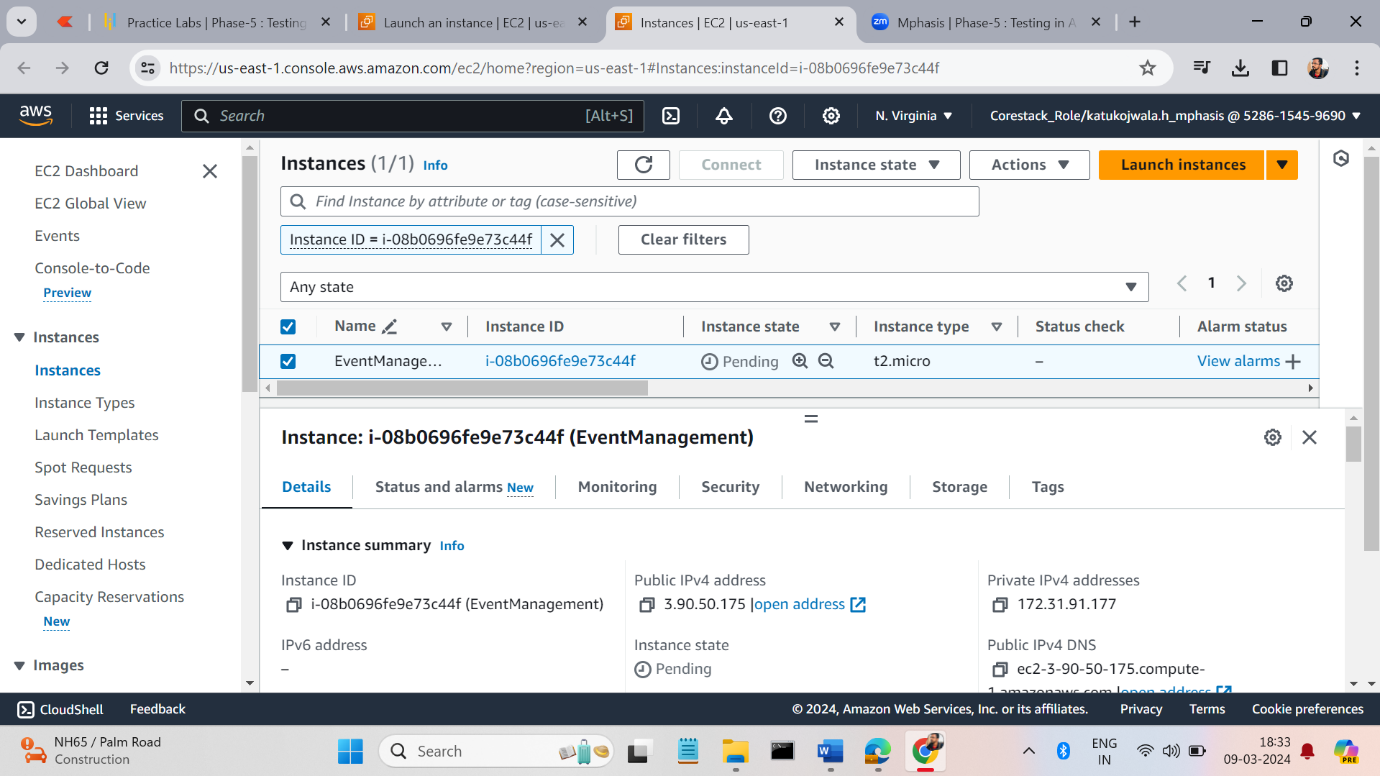 Practice Labs | Phase-5 : Testing
Launch an instance | EC2 | us-ea
Instances | EC2 | us-east-1
zm
Mphasis | Phase-5 : Testing in A
https://us-east-1.console.aws.amazon.com/ec2/home?region=us-east-1#Instances:instanceId=i-08b0696fe9e73c44f
aws
Services
Search
[Alt+S]
N. Virginia
Corestack_Role/katukojwala.h_mphasis @ 5286-1545-9690
EC2 Dashboard
EC2 Global View
Events
Console-to-Code
Preview
Instances
Instances
Instance Types
Launch Templates
Spot Requests
Savings Plans
Reserved Instances
Dedicated Hosts
Capacity Reservations
New
Images
Instances (1/1) Info
Connect
Instance state
Actions
Launch instances
Find Instance by attribute or tag (case-sensitive)
Instance ID = i-08b0696fe9e73c44f
Clear filters
Any state
1
Name
Instance ID
Instance state
Instance type
Status check
Alarm status
EventManage...
i-08b0696fe9e73c44f
Pending
t2.micro
–
View alarms
Instance: i-08b0696fe9e73c44f (EventManagement)
Details
Status and alarms New
Monitoring
Security
Networking
Storage
Tags
Instance summary Info
Instance ID
i-08b0696fe9e73c44f (EventManagement)
Public IPv4 address
3.90.50.175 |open address
Private IPv4 addresses
172.31.91.177
IPv6 address
–
Instance state
Pending
Public IPv4 DNS
ec2-3-90-50-175.compute-
1.amazonaws.com |open address
CloudShell
Feedback
© 2024, Amazon Web Services, Inc. or its affiliates.
Privacy
Terms
Cookie preferences
NH65 / Palm Road
Construction
Search
ENG
IN
18:33
09-03-2024
PRE